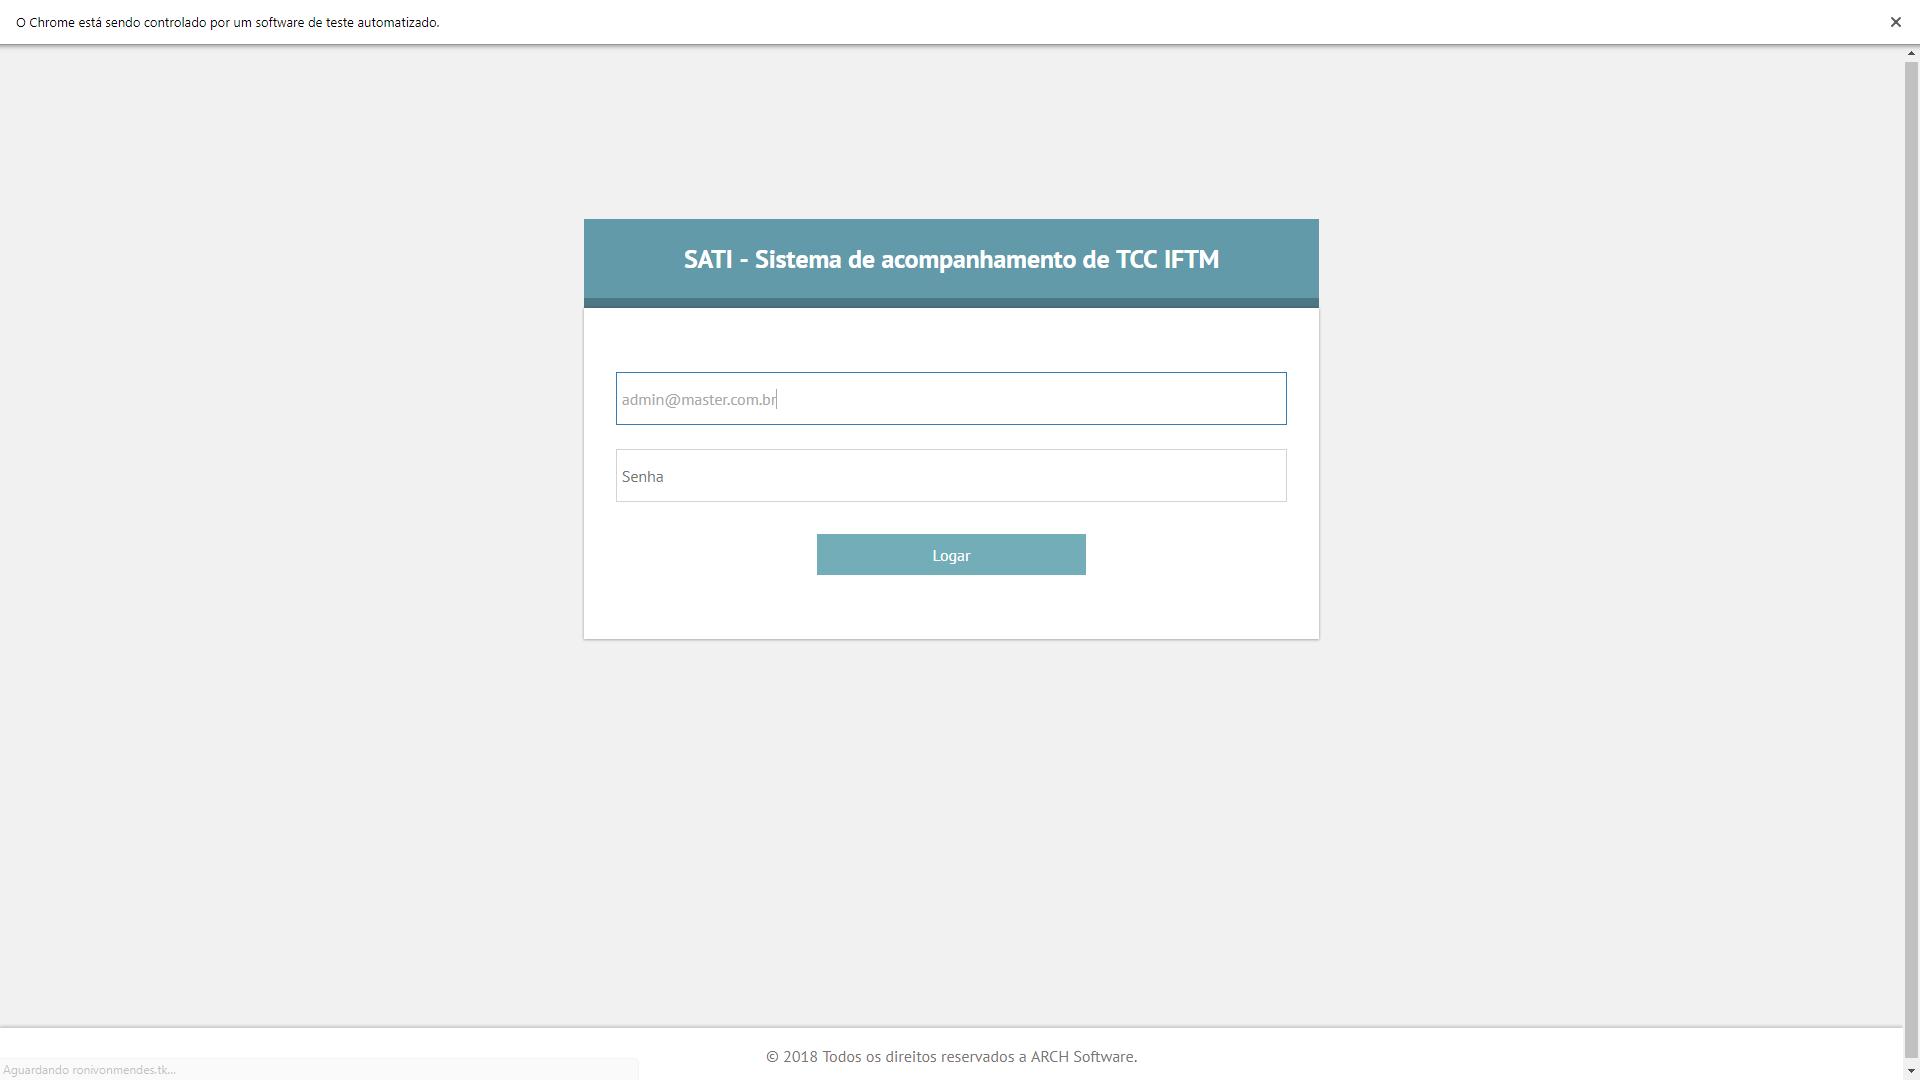 O Chrome está sendo controlado por um software de teste automatizado.
SATI - Sistema de acompanhamento de TCC IFTM
admin@master.com.br
Senha
Logar
© 2018 Todos os direitos reservados a ARCH Software.
Aguardando ronivonmendes.tk...